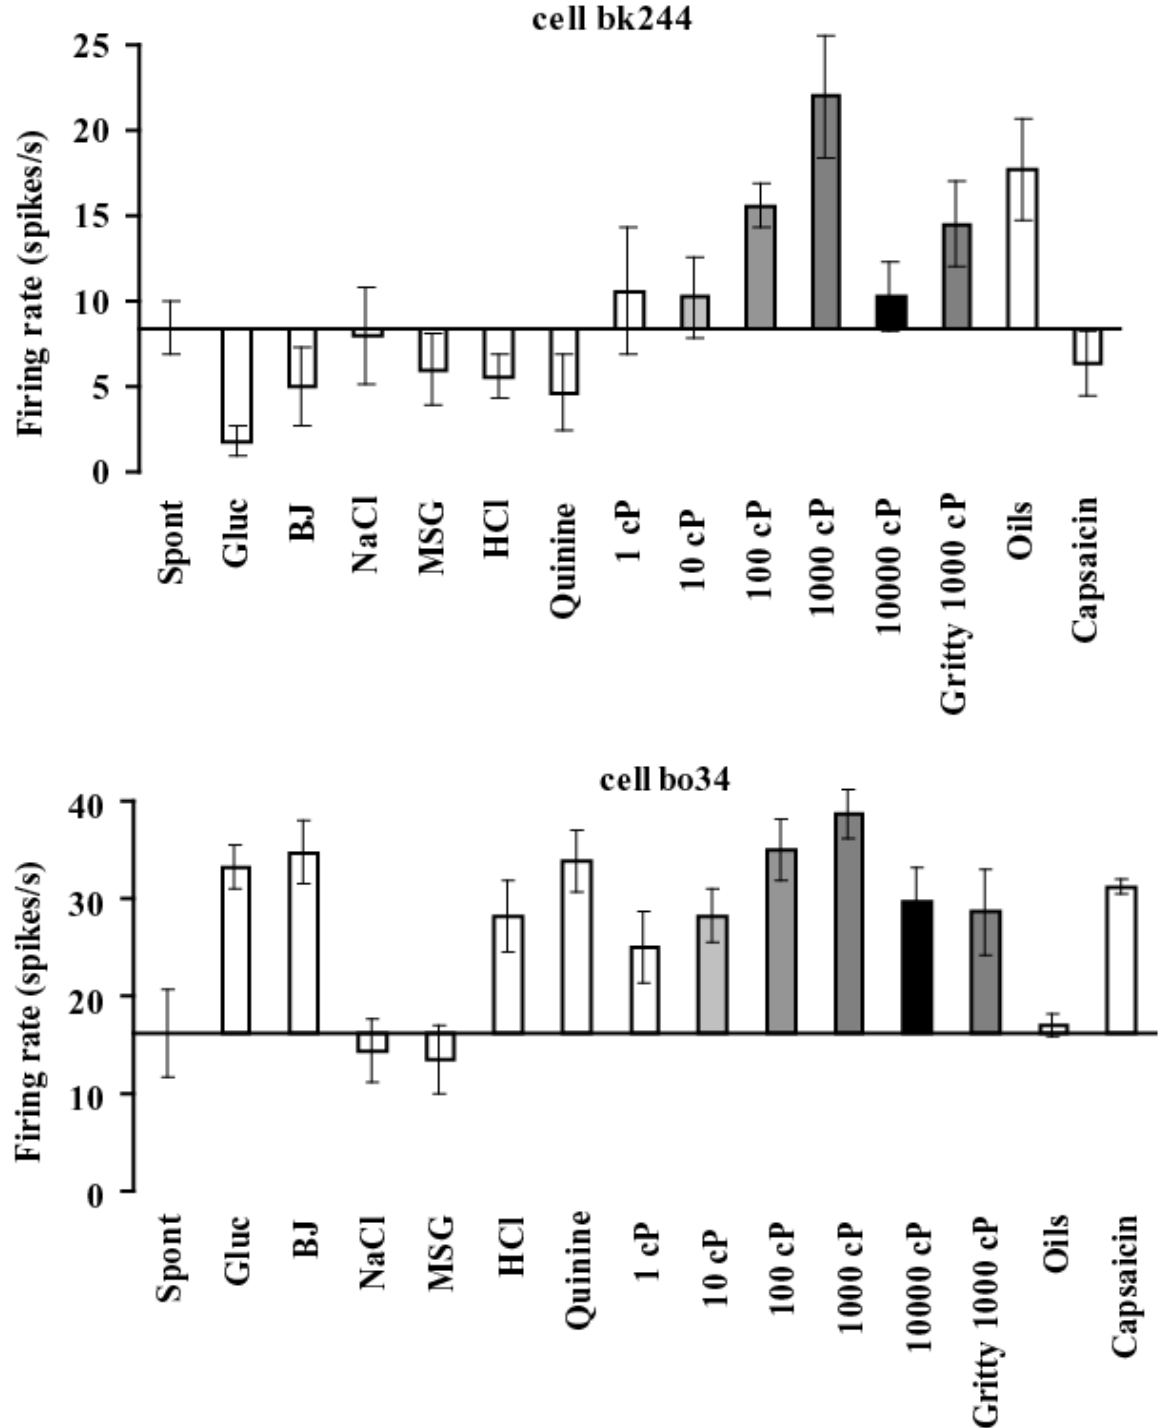 cell bk244
Firing rate (spikes/s)
25
20
15
10
5
0
Spont
Gluc
BJ
NaCl
MSG
HCl
Quinine
1 cP
10 cP
100 cP
1000 cP
10000 cP
Gritty 1000 cP
Oils
Capsaicin
cell bo34
Firing rate (spikes/s)
40
30
20
10
0
Spont
Gluc
BJ
NaCl
MSG
HCl
Quinine
1 cP
10 cP
100 cP
1000 cP
10000 cP
Gritty 1000 cP
Oils
Capsaicin